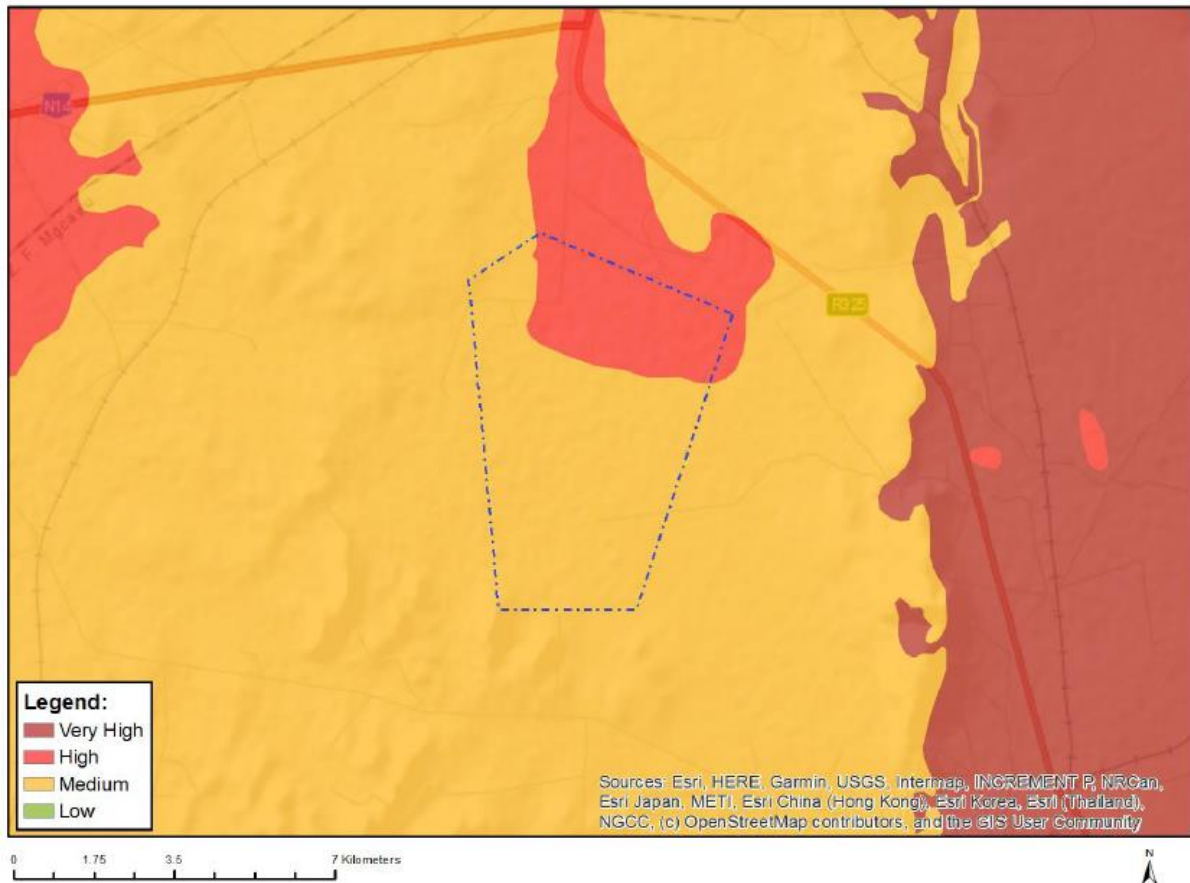 N14
F. Mgcawu
R325
Legend:
Very High
High
Medium
Low
Sources: Esri, HERE, Garmin, USGS, Intermap, INCREMENT P, NRCan,
Esri Japan, METI, Esri China (Hong Kong), Esri Korea, Esri (Thailand),
NGCC, (c) OpenStreetMap contributors, and the GIS User Community
0 1.75 3.5 7 Kilometers
N